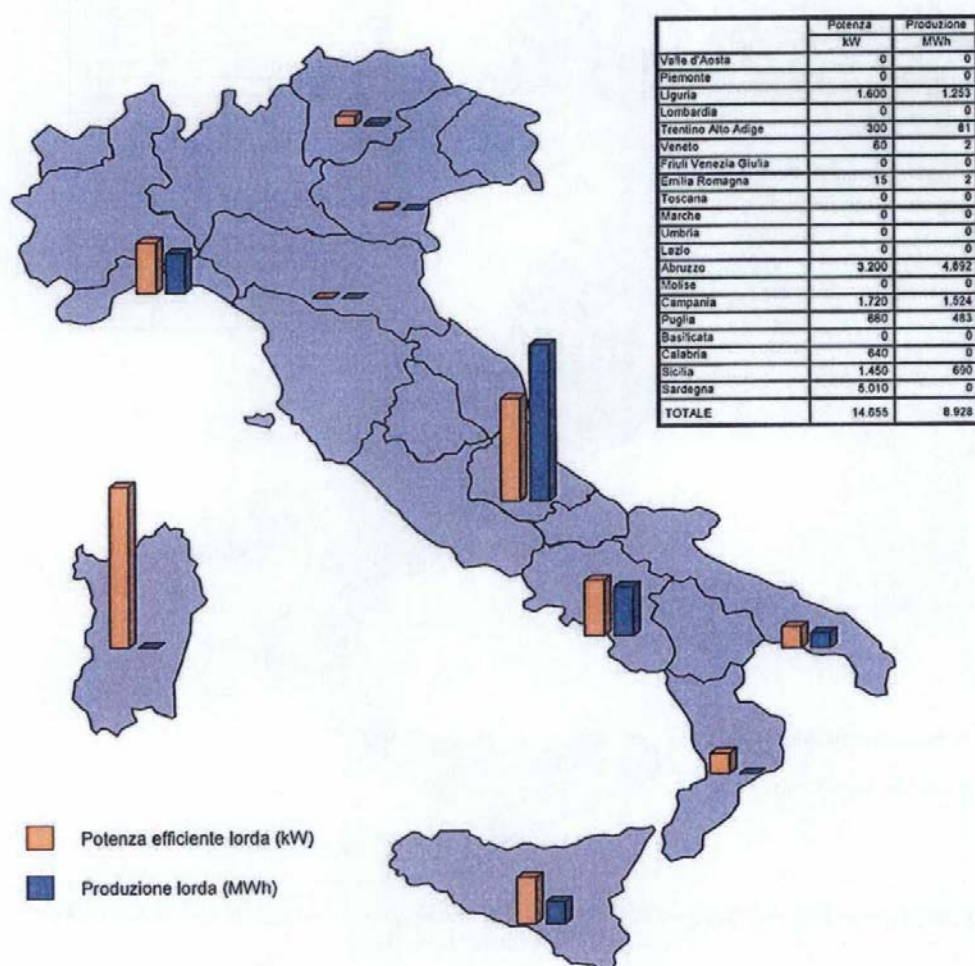 Potenza Produzione
kW MWh
Valle d'Aosta 0 0
Piemonte 0 0
Liguria 1.600 1.253
Lombardia 0 0
Trentino Alto Adige 300 81
Veneto 60 2
Friuli Venezia Giulia 0 0
Emilia Romagna 15 2
Toscana 0 0
Marche 0 0
Umbria 0 0
Lazio 0 0
Abruzzo 3.200 4.892
Molise 0 0
Campania 1.720 1.524
Puglia 660 483
Basilicata 0 0
Calabria 640 0
Sicilia 1.450 690
Sardegna 5.010 0
TOTALE 14.655 8.928
Potenza efficiente lorda (kW)
Produzione lorda (MWh)